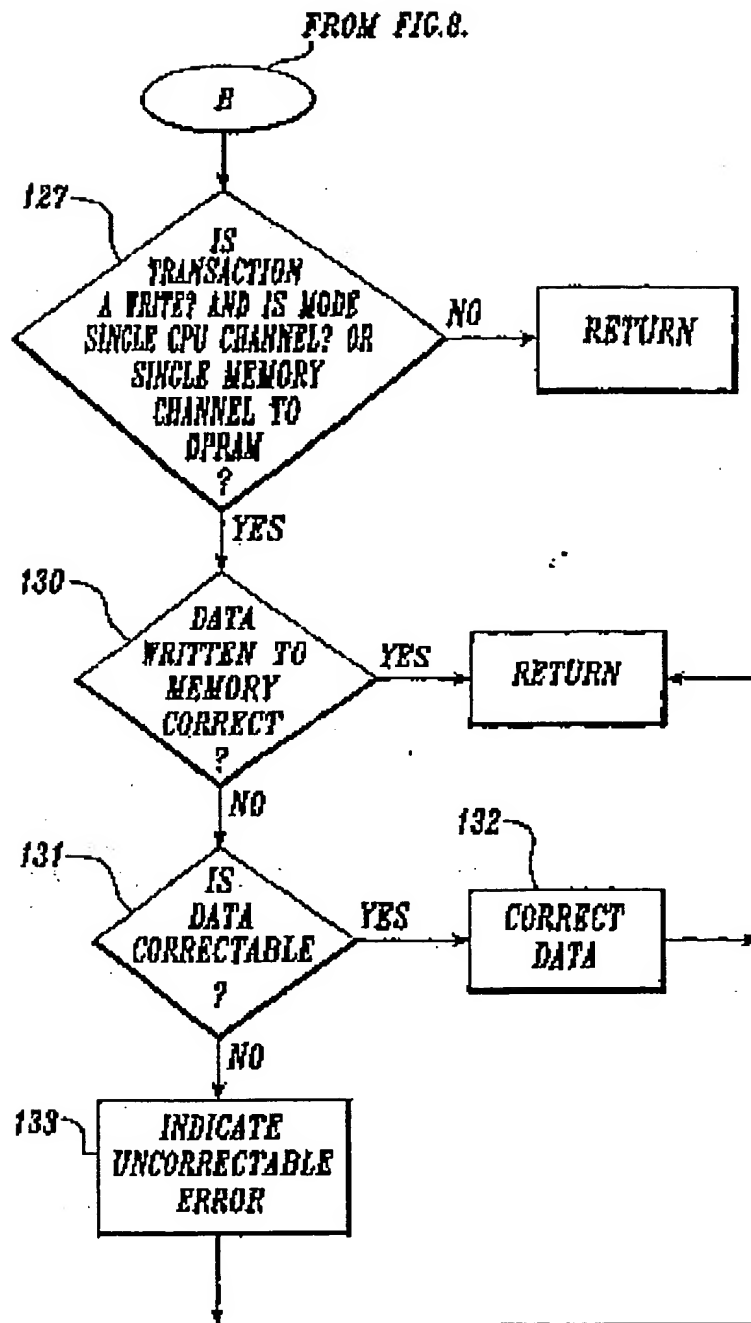 FROM FIG.8.
B
127
IS
TRANSACTION
A WRITE? AND IS MODE
SINGLE CPU CHANNEL? OR
SINGLE MEMORY
CHANNEL TO
DPRAM
?
NO
RETURN
YES
130
DATA
WRITTEN TO
MEMORY
CORRECT
?
YES
RETURN
NO
131
IS
DATA
CORRECTABLE
?
YES
132
CORRECT
DATA
NO
133
INDICATE
UNCORRECTABLE
ERROR